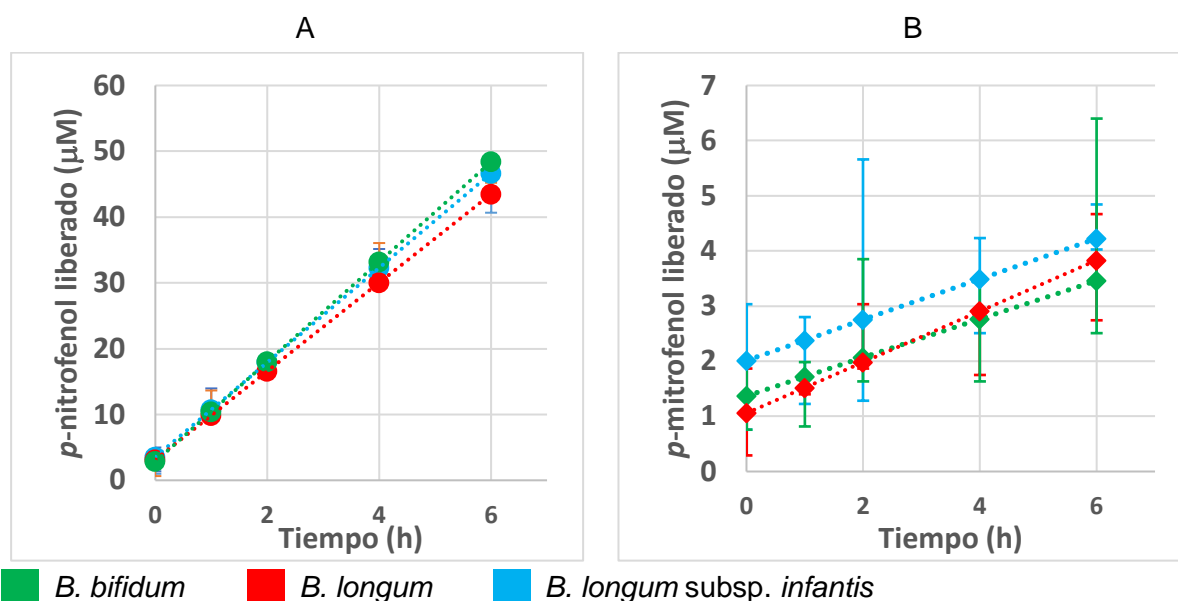 A
B
p-nitrofenol liberado (µM)
60
50
40
30
20
10
0
0 2 4 6
Tiempo (h)
p-mitrofenol liberado (µM)
7
6
5
4
3
2
1
0
0 2 4 6
Tiempo (h)
B. bifidum B. longum B. longum subsp. infantis